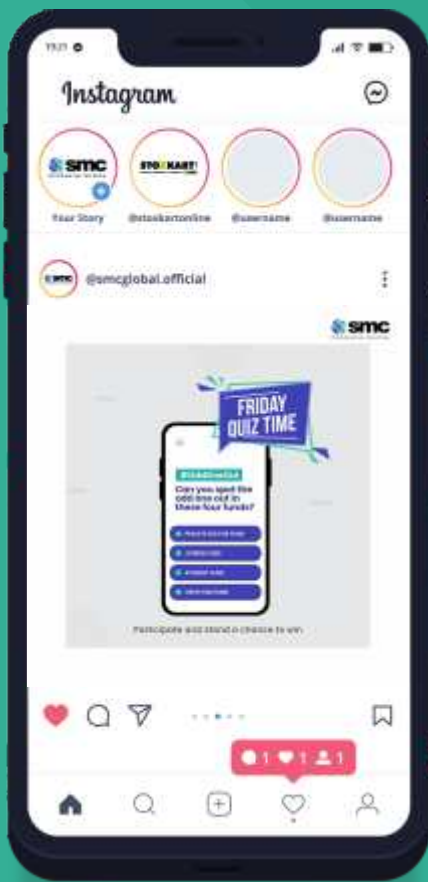 Instagram
smc
STOXKART
Your Story
@stoxkartonline
@username
@username
smc
@smcglobal.official
smc
FRIDAY
QUIZ TIME
Can you spot the
odd one out in
these four funds?
Participate and stand a chance to win
1 1 1